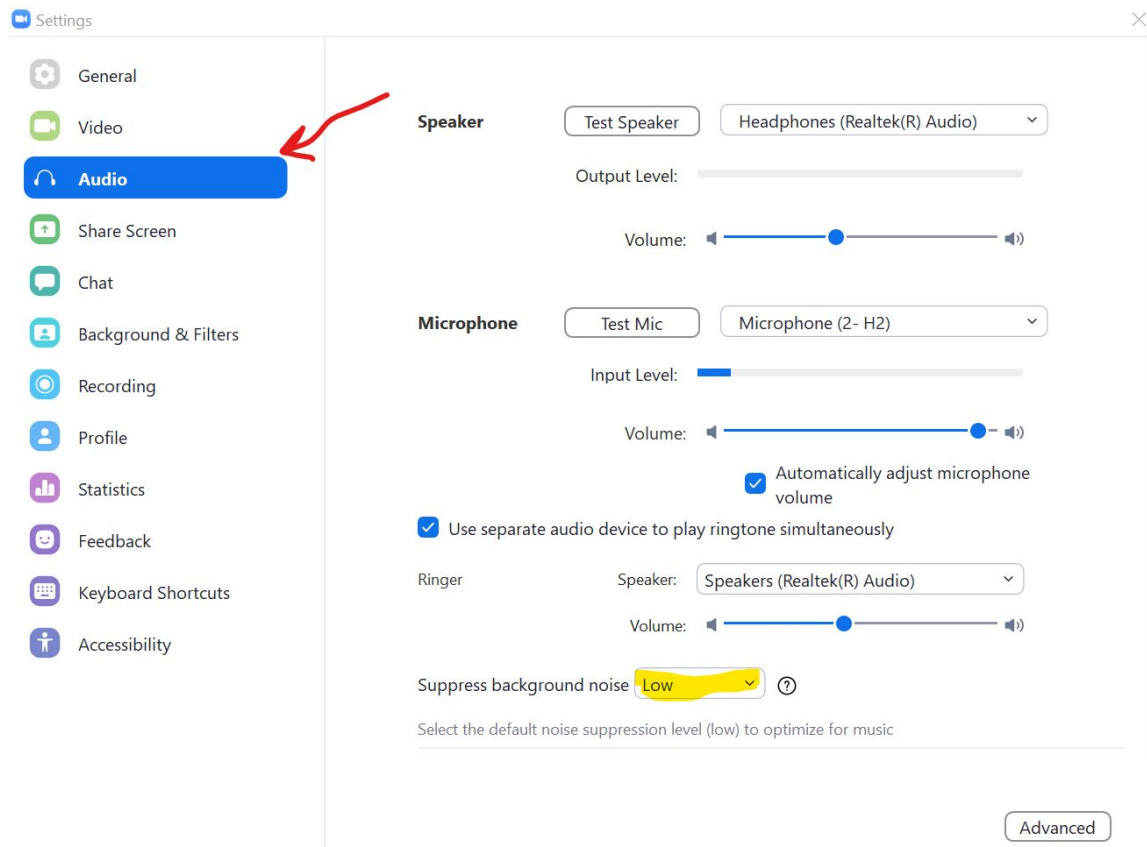 Settings
General
Video
Audio
Share Screen
Chat
Background & Filters
Recording
Profile
Statistics
Feedback
Keyboard Shortcuts
Accessibility
Speaker
Test Speaker
Headphones (Realtek(R) Audio)
Output Level:
Volume:
Microphone
Test Mic
Microphone (2- H2)
Input Level:
Volume:
Automatically adjust microphone
volume
Use separate audio device to play ringtone simultaneously
Ringer
Speaker:
Speakers (Realtek(R) Audio)
Volume:
Suppress background noise
Low
?
Select the default noise suppression level (low) to optimize for music
Advanced